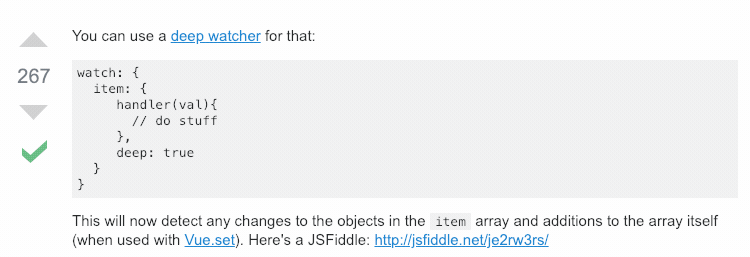 You can use a deep watcher for that:
267
watch: {
  item: {
     handler(val){
       // do stuff
     },
     deep: true
  }
}
This will now detect any changes to the objects in the item array and additions to the array itself
(when used with Vue.set). Here's a JSFiddle: http://jsfiddle.net/je2rw3rs/